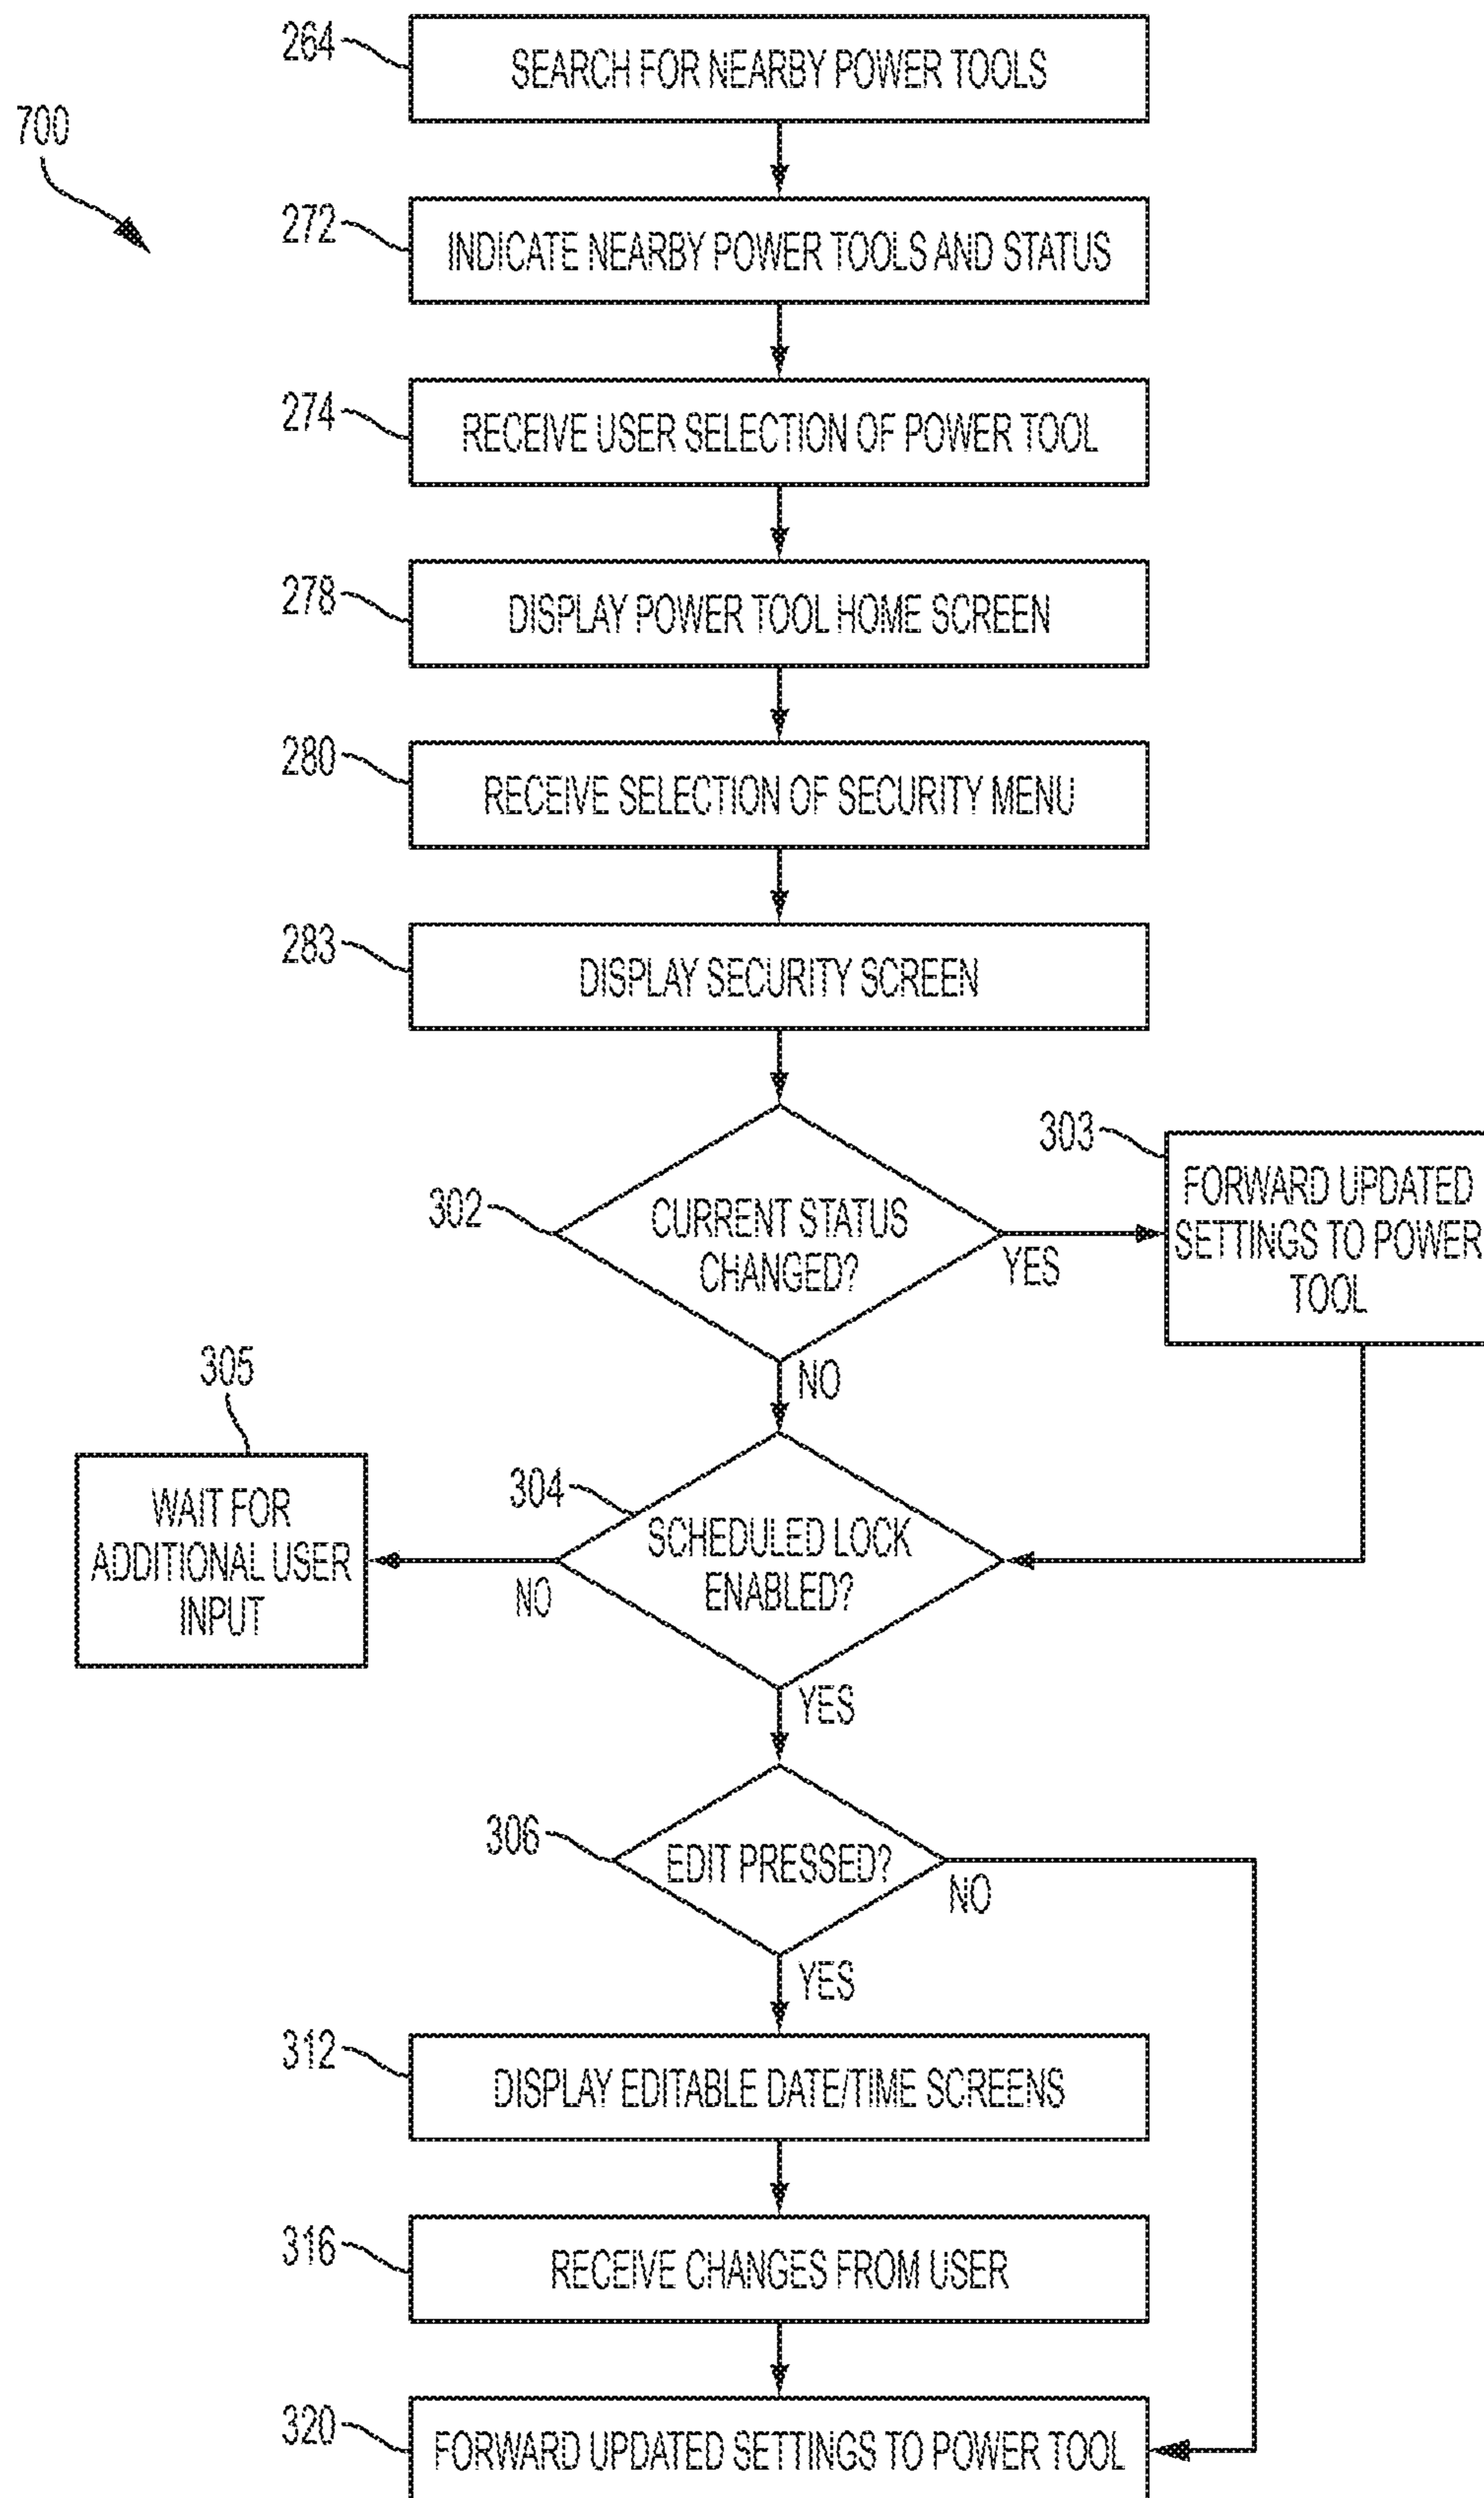 264
SEARCH FOR NEARBY POWER TOOLS
700
272
INDICATE NEARBY POWER TOOLS AND STATUS
274
RECEIVE USER SELECTION OF POWER TOOL
278
DISPLAY POWER TOOL HOME SCREEN
280
RECEIVE SELECTION OF SECURITY MENU
283
DISPLAY SECURITY SCREEN
302
CURRENT STATUS
CHANGED?
YES
303
FORWARD UPDATED
SETTINGS TO POWER
TOOL
NO
305
WAIT FOR
ADDITIONAL USER
INPUT
304
SCHEDULED LOCK
ENABLED?
NO
YES
306
EDIT PRESSED?
NO
YES
312
DISPLAY EDITABLE DATE/TIME SCREENS
316
RECEIVE CHANGES FROM USER
320
FORWARD UPDATED SETTINGS TO POWER TOOL